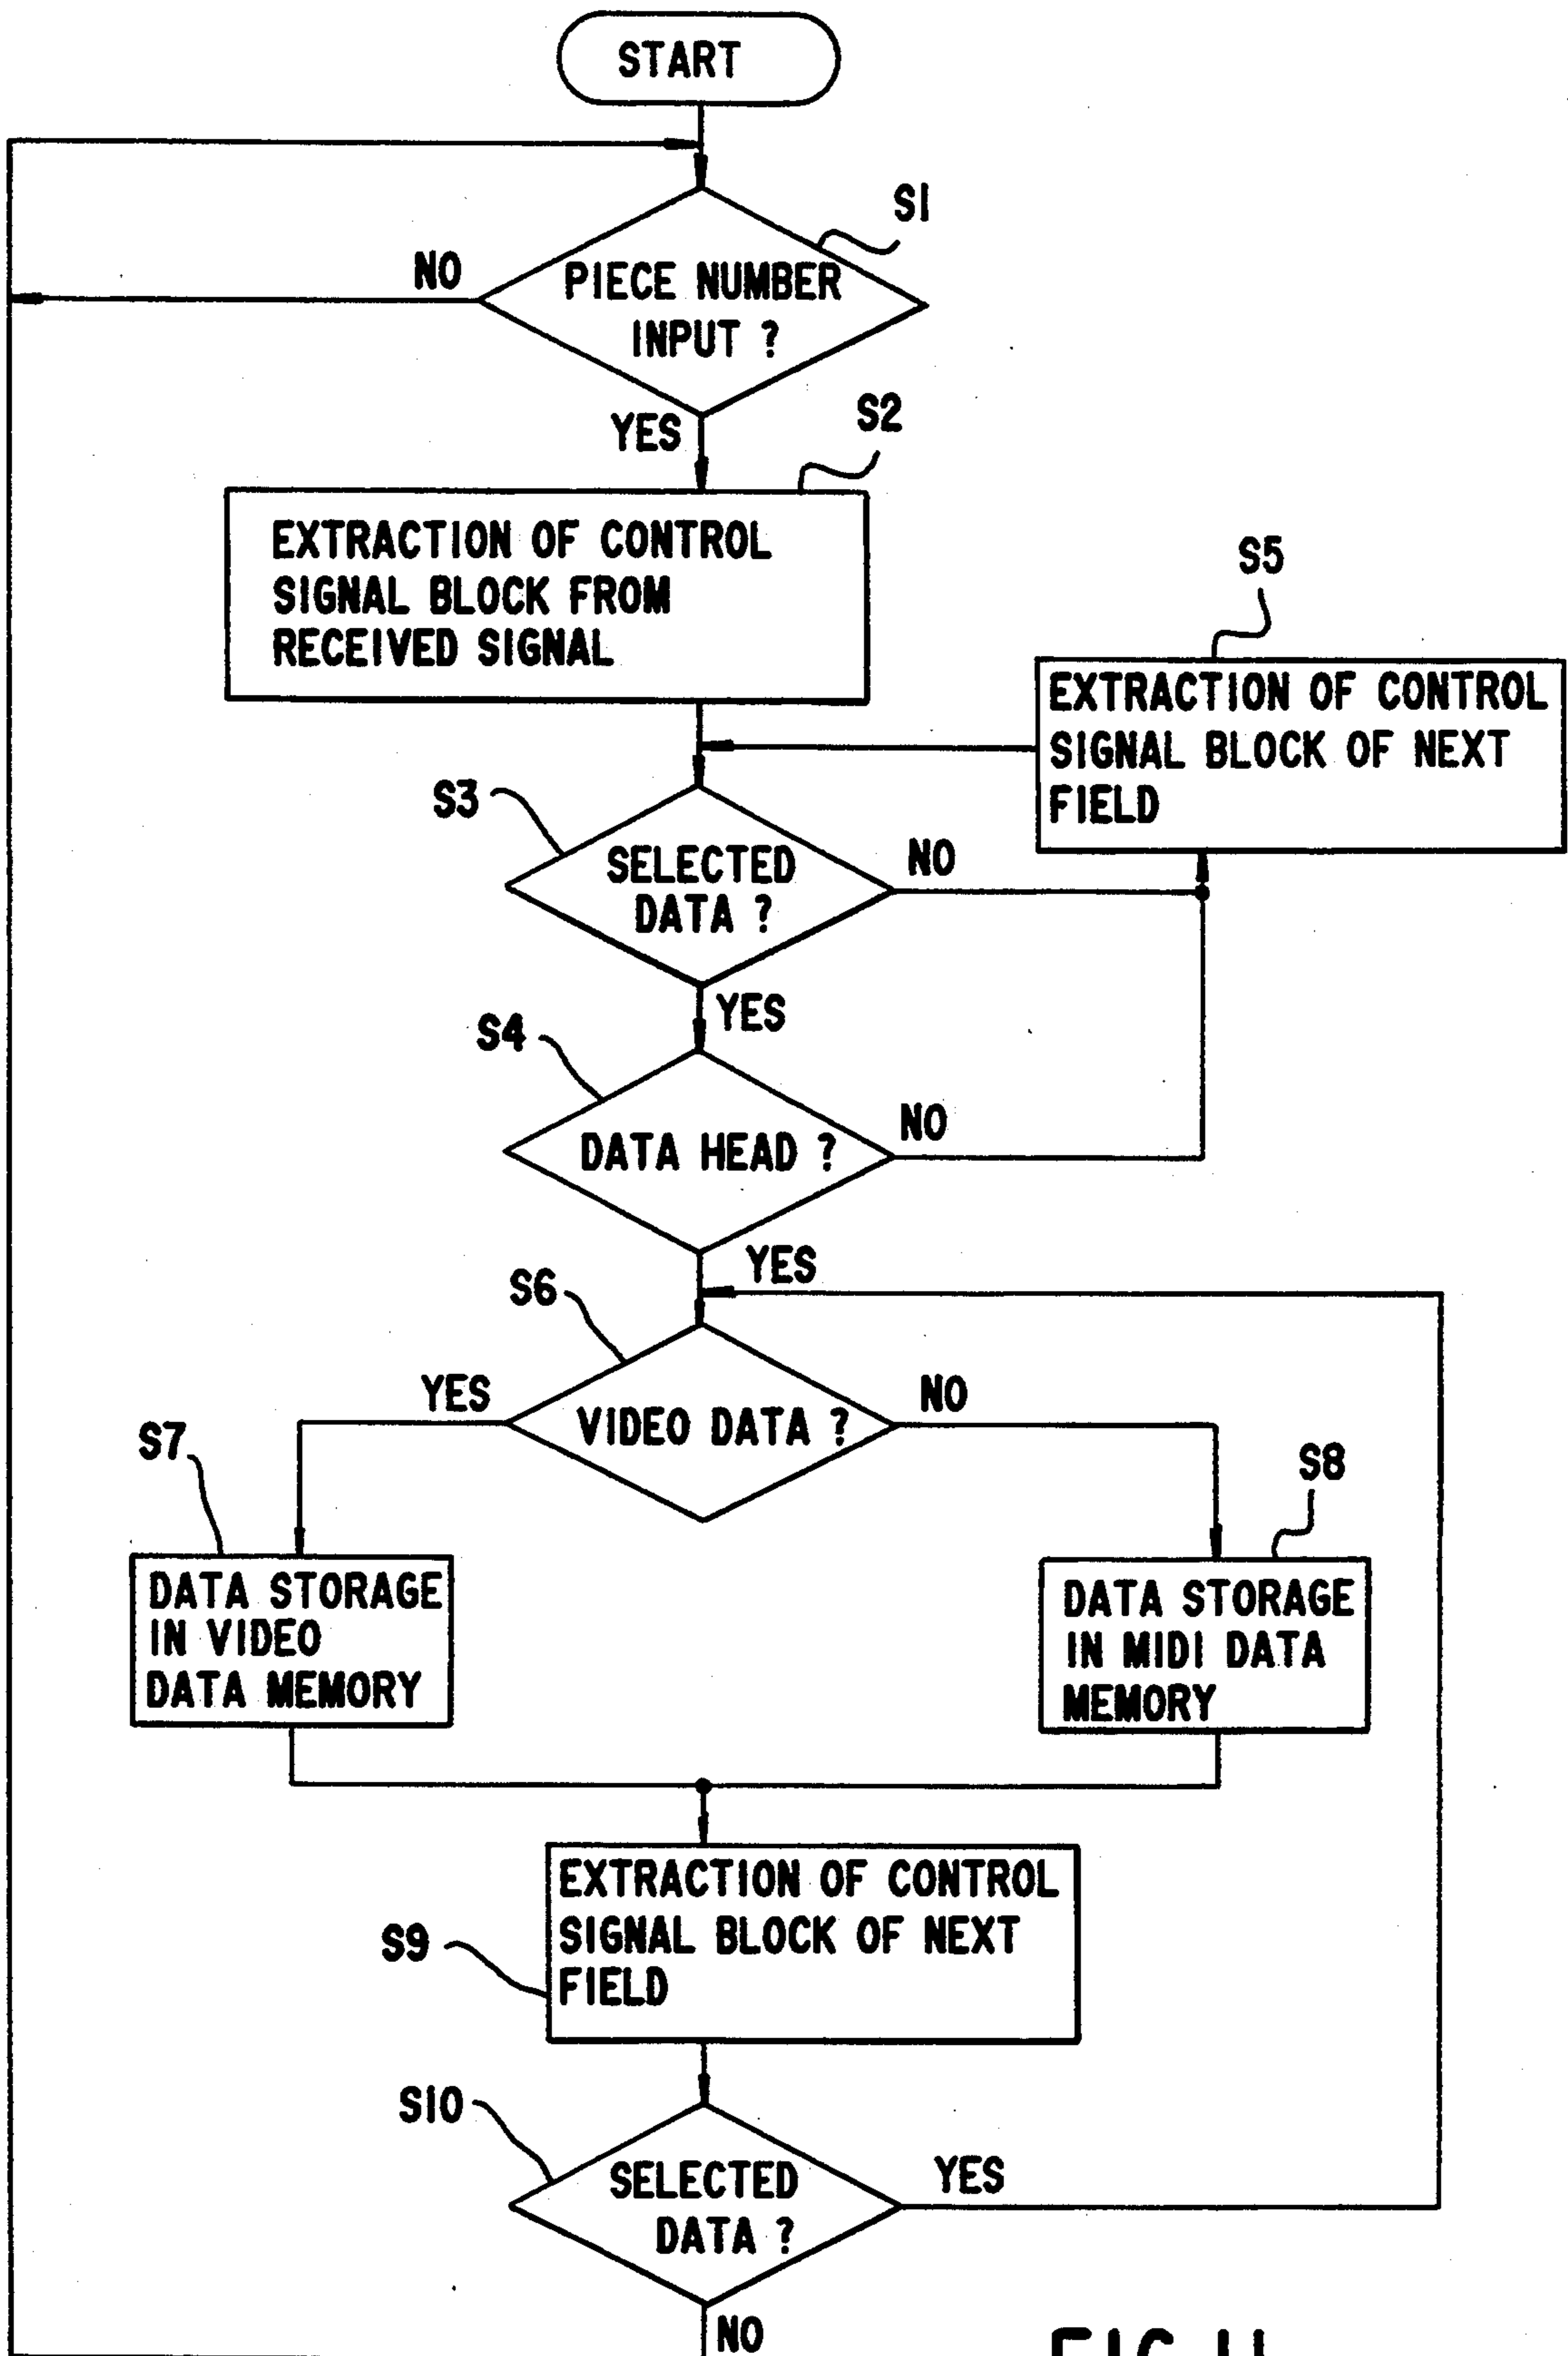 START
S1
NO
PIECE NUMBER
INPUT ?
YES
S2
EXTRACTION OF CONTROL
SIGNAL BLOCK FROM
RECEIVED SIGNAL
S5
EXTRACTION OF CONTROL
SIGNAL BLOCK OF NEXT
FIELD
S3
SELECTED
DATA ?
NO
YES
S4
DATA HEAD ?
NO
YES
S6
VIDEO DATA ?
YES
NO
S7
S8
DATA STORAGE
IN VIDEO
DATA MEMORY
DATA STORAGE
IN MIDI DATA
MEMORY
S9
EXTRACTION OF CONTROL
SIGNAL BLOCK OF NEXT
FIELD
S10
SELECTED
DATA ?
YES
NO
FIG. 11